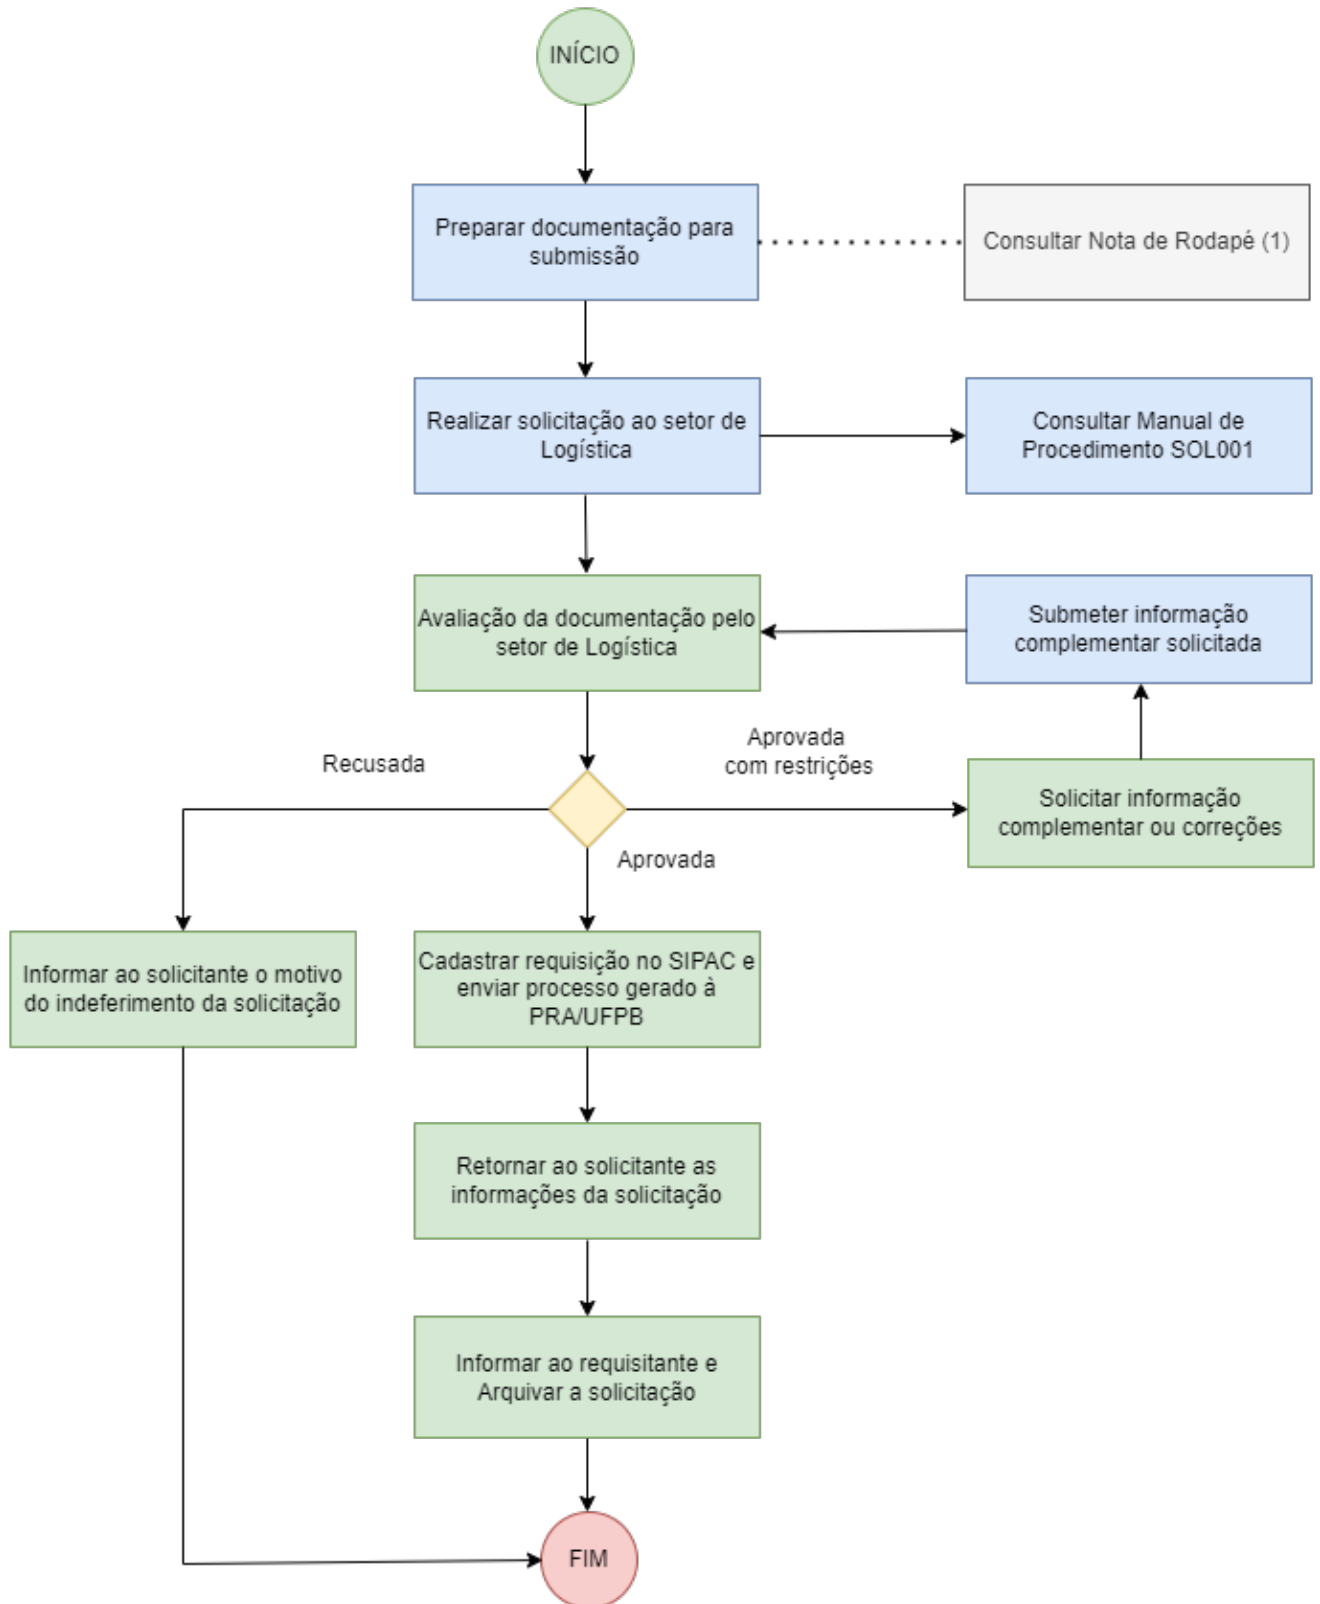 INÍCIO
Preparar documentação para
submissão
Consultar Nota de Rodapé (1)
Realizar solicitação ao setor de
Logística
Consultar Manual de
Procedimento SOL001
Avaliação da documentação pelo
setor de Logística
Submeter informação
complementar solicitada
Recusada
Aprovada
com restrições
Solicitar informação
complementar ou correções
Aprovada
Informar ao solicitante o motivo
do indeferimento da solicitação
Cadastrar requisição no SIPAC e
enviar processo gerado à
PRA/UFPB
Retornar ao solicitante as
informações da solicitação
Informar ao requisitante e
Arquivar a solicitação
FIM